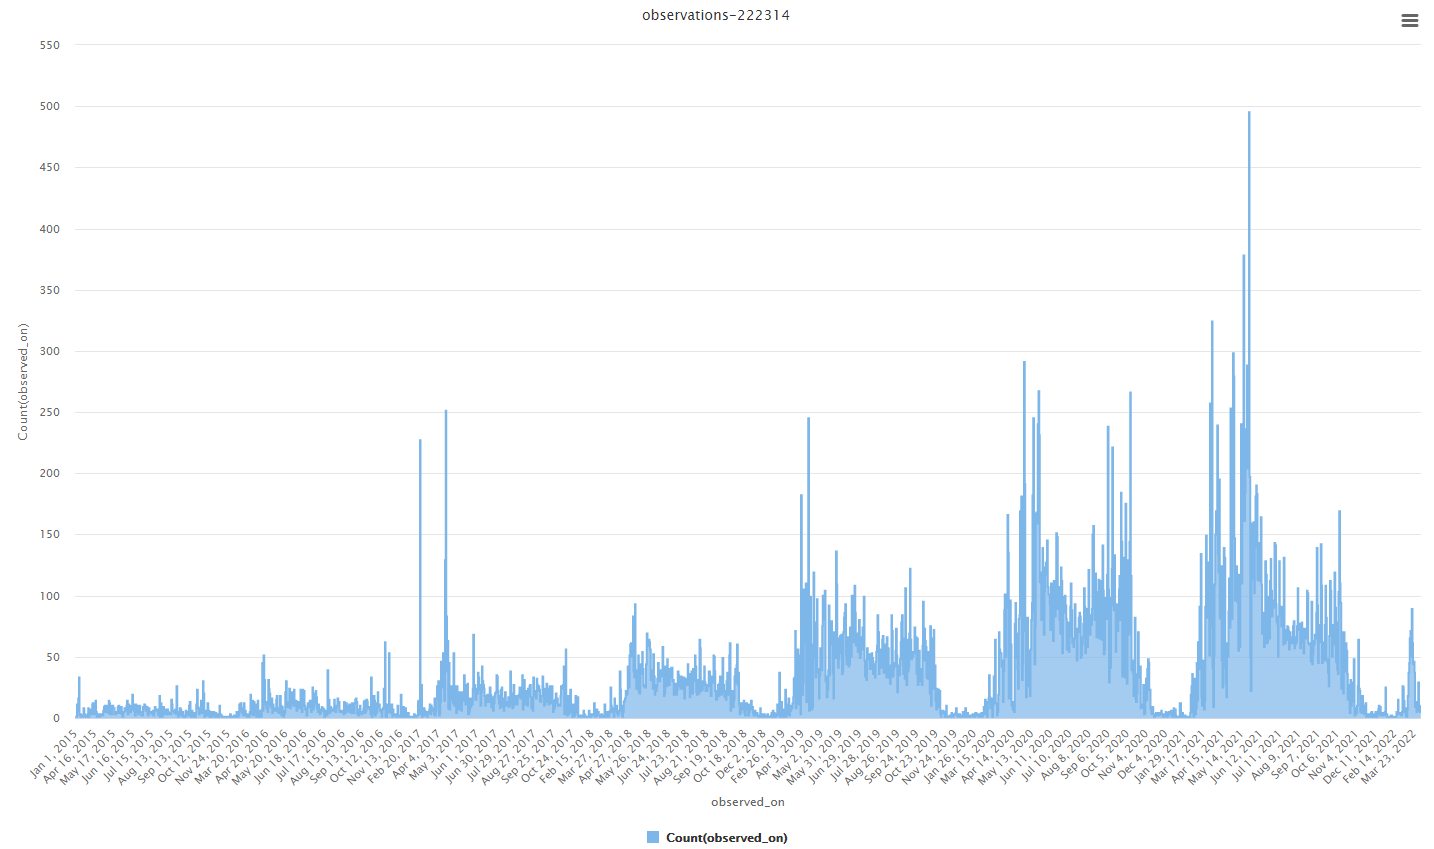 observations-222314
550
500
450
400
350
300
250
200
150
100
50
0
Count(observed_on)
Jan 1, 2015
Apr 16, 2015
May 17, 2015
Jun 16, 2015
Jul 15, 2015
Aug 13, 2015
Sep 13, 2015
Oct 12, 2015
Nov 24, 2015
Mar 20, 2016
Apr 20, 2016
May 20, 2016
Jun 18, 2016
Jul 17, 2016
Aug 15, 2016
Sep 13, 2016
Oct 12, 2016
Nov 13, 2016
Feb 20, 2017
Apr 4, 2017
May 3, 2017
Jun 1, 2017
Jun 30, 2017
Jul 29, 2017
Aug 27, 2017
Sep 25, 2017
Oct 24, 2017
Feb 15, 2018
Mar 27, 2018
Apr 27, 2018
May 26, 2018
Jun 24, 2018
Jul 23, 2018
Aug 21, 2018
Sep 19, 2018
Oct 18, 2018
Dec 2, 2018
Feb 26, 2019
Apr 3, 2019
May 2, 2019
May 31, 2019
Jun 29, 2019
Jul 28, 2019
Aug 26, 2019
Sep 24, 2019
Oct 23, 2019
Nov 24, 2019
Jan 26, 2020
Mar 15, 2020
Apr 14, 2020
May 13, 2020
Jun 11, 2020
Jul 10, 2020
Aug 8, 2020
Sep 6, 2020
Oct 5, 2020
Nov 4, 2020
Dec 4, 2020
Jan 29, 2021
Mar 17, 2021
Apr 15, 2021
May 14, 2021
Jun 12, 2021
Jul 11, 2021
Aug 9, 2021
Sep 7, 2021
Oct 6, 2021
Nov 4, 2021
Dec 11, 2021
Feb 14, 2022
Mar 23, 2022
observed_on
Count(observed_on)